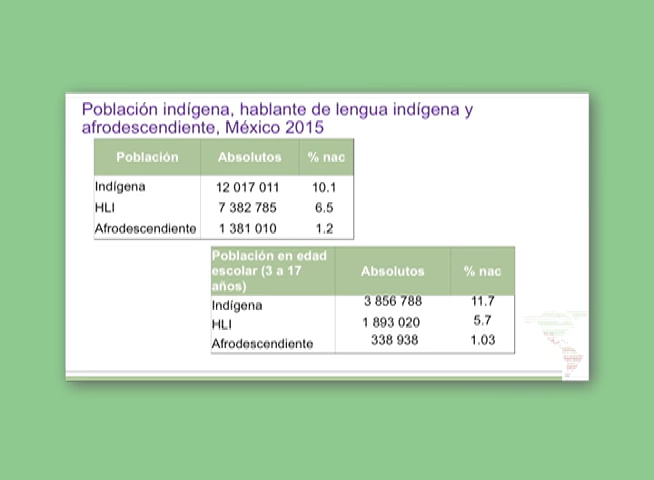 Población indígena, hablante de lengua indígena y
afrodescendiente, México 2015
Población Absolutos % nac
Indígena 12 017 011 10.1
HLI 7 382 785 6.5
Afrodescendiente 1 381 010 1.2
Población en edad
escolar (3 a 17
años) Absolutos % nac
Indígena 3 856 788 11.7
HLI 1 893 020 5.7
Afrodescendiente 338 938 1.03